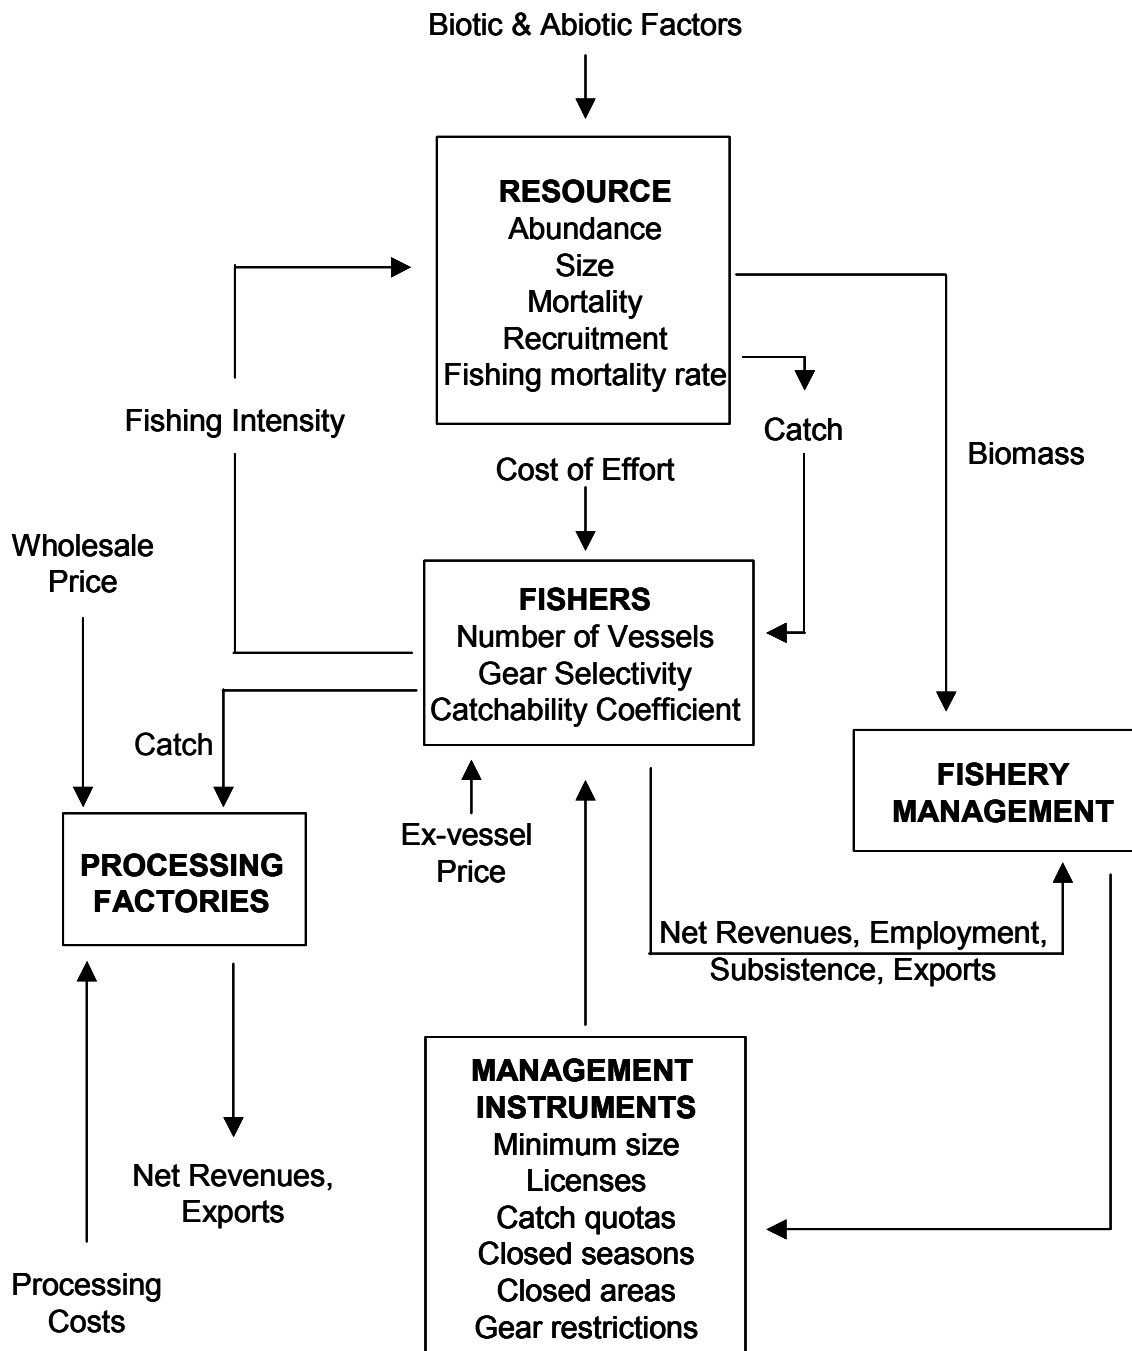 Biotic & Abiotic Factors
RESOURCE
Abundance
Size
Mortality
Recruitment
Fishing mortality rate
Fishing Intensity
Catch
Biomass
Cost of Effort
Wholesale
Price
FISHERS
Number of Vessels
Gear Selectivity
Catchability Coefficient
Catch
FISHERY
MANAGEMENT
Ex-vessel
Price
PROCESSING
FACTORIES
Net Revenues, Employment,
Subsistence, Exports
MANAGEMENT
INSTRUMENTS
Minimum size
Licenses
Catch quotas
Closed seasons
Closed areas
Gear restrictions
Net Revenues,
Exports
Processing
Costs